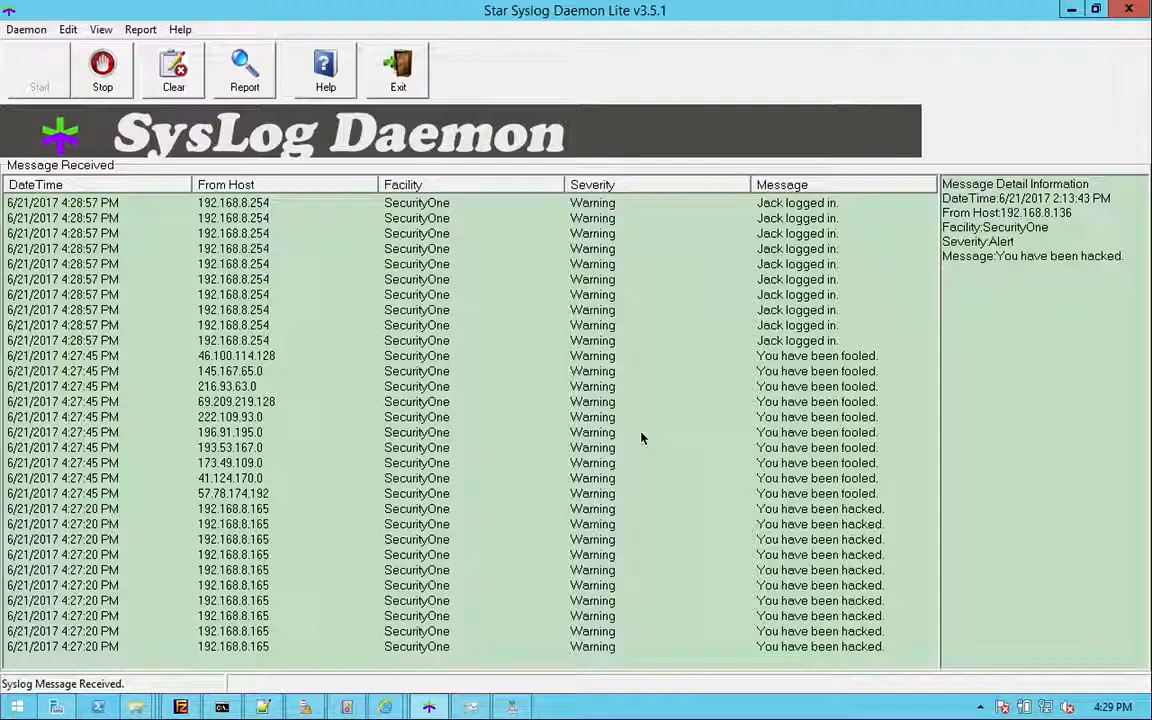 Star Syslog Daemon Lite v3.5.1
Daemon Edit View Report Help
Start Stop Clear Report Help Exit
SysLog Daemon
Message Received
DateTime From Host Facility Severity Message
6/21/2017 4:28:57 PM 192.168.8.254 SecurityOne Warning Jack logged in.
6/21/2017 4:28:57 PM 192.168.8.254 SecurityOne Warning Jack logged in.
6/21/2017 4:28:57 PM 192.168.8.254 SecurityOne Warning Jack logged in.
6/21/2017 4:28:57 PM 192.168.8.254 SecurityOne Warning Jack logged in.
6/21/2017 4:28:57 PM 192.168.8.254 SecurityOne Warning Jack logged in.
6/21/2017 4:28:57 PM 192.168.8.254 SecurityOne Warning Jack logged in.
6/21/2017 4:28:57 PM 192.168.8.254 SecurityOne Warning Jack logged in.
6/21/2017 4:28:57 PM 192.168.8.254 SecurityOne Warning Jack logged in.
6/21/2017 4:28:57 PM 192.168.8.254 SecurityOne Warning Jack logged in.
6/21/2017 4:28:57 PM 192.168.8.254 SecurityOne Warning Jack logged in.
6/21/2017 4:27:45 PM 46.100.114.128 SecurityOne Warning You have been fooled.
6/21/2017 4:27:45 PM 145.167.65.0 SecurityOne Warning You have been fooled.
6/21/2017 4:27:45 PM 216.93.63.0 SecurityOne Warning You have been fooled.
6/21/2017 4:27:45 PM 69.209.219.128 SecurityOne Warning You have been fooled.
6/21/2017 4:27:45 PM 222.109.93.0 SecurityOne Warning You have been fooled.
6/21/2017 4:27:45 PM 196.91.195.0 SecurityOne Warning You have been fooled.
6/21/2017 4:27:45 PM 193.53.167.0 SecurityOne Warning You have been fooled.
6/21/2017 4:27:45 PM 173.49.109.0 SecurityOne Warning You have been fooled.
6/21/2017 4:27:45 PM 41.124.170.0 SecurityOne Warning You have been fooled.
6/21/2017 4:27:45 PM 57.78.174.192 SecurityOne Warning You have been fooled.
6/21/2017 4:27:20 PM 192.168.8.165 SecurityOne Warning You have been hacked.
6/21/2017 4:27:20 PM 192.168.8.165 SecurityOne Warning You have been hacked.
6/21/2017 4:27:20 PM 192.168.8.165 SecurityOne Warning You have been hacked.
6/21/2017 4:27:20 PM 192.168.8.165 SecurityOne Warning You have been hacked.
6/21/2017 4:27:20 PM 192.168.8.165 SecurityOne Warning You have been hacked.
6/21/2017 4:27:20 PM 192.168.8.165 SecurityOne Warning You have been hacked.
6/21/2017 4:27:20 PM 192.168.8.165 SecurityOne Warning You have been hacked.
6/21/2017 4:27:20 PM 192.168.8.165 SecurityOne Warning You have been hacked.
6/21/2017 4:27:20 PM 192.168.8.165 SecurityOne Warning You have been hacked.
6/21/2017 4:27:20 PM 192.168.8.165 SecurityOne Warning You have been hacked.
Message Detail Information
DateTime:6/21/2017 2:13:43 PM
From Host:192.168.8.136
Facility:SecurityOne
Severity:Alert
Message:You have been hacked.
Syslog Message Received.
4:29 PM